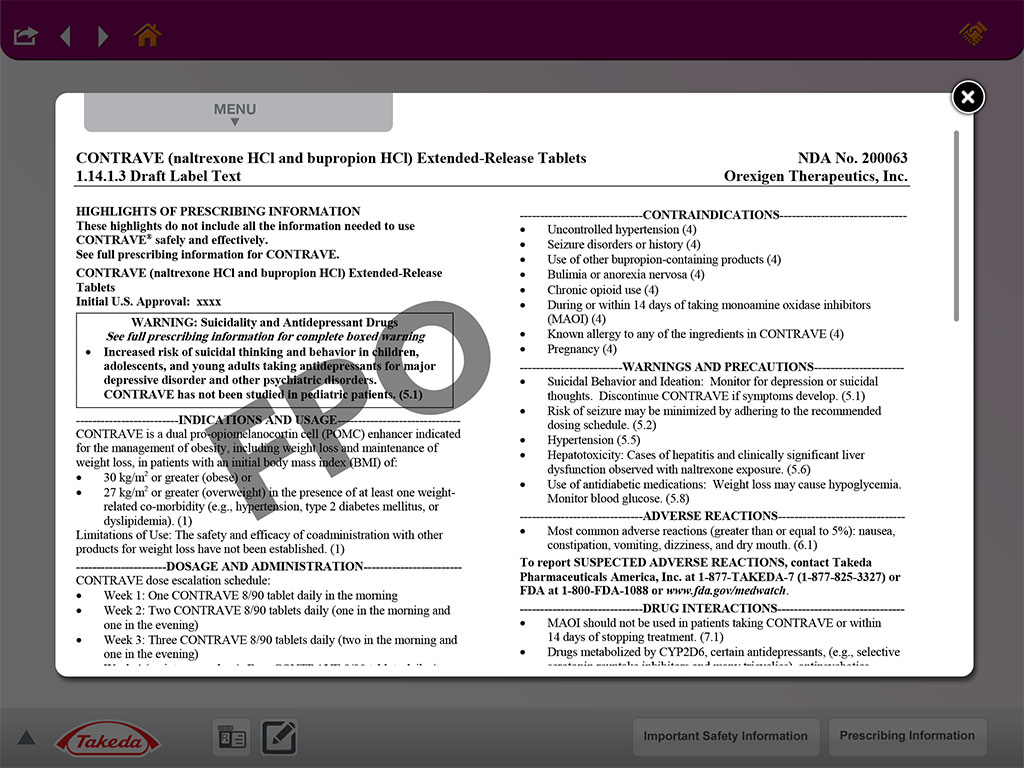 MENU
CONTRAVE (naltrexone HCl and bupropion HCl) Extended-Release Tablets
1.14.1.3 Draft Label Text
NDA No. 200063
Orexigen Therapeutics, Inc.
HIGHLIGHTS OF PRESCRIBING INFORMATION
These highlights do not include all the information needed to use
CONTRAVE® safely and effectively.
See full prescribing information for CONTRAVE.
CONTRAVE (naltrexone HCl and bupropion HCl) Extended-Release
Tablets
Initial U.S. Approval: xxxx
WARNING: Suicidality and Antidepressant Drugs
See full prescribing information for complete boxed warning
• Increased risk of suicidal thinking and behavior in children,
adolescents, and young adults taking antidepressants for major
depressive disorder and other psychiatric disorders.
CONTRAVE has not been studied in pediatric patients. (5.1)
-----------------------INDICATIONS AND USAGE---------------------------
CONTRAVE is a dual pro-opiomelanocortin cell (POMC) enhancer indicated
for the management of obesity, including weight loss and maintenance of
weight loss, in patients with an initial body mass index (BMI) of:
• 30 kg/m² or greater (obese) or
• 27 kg/m² or greater (overweight) in the presence of at least one weight-
related co-morbidity (e.g., hypertension, type 2 diabetes mellitus, or
dyslipidemia). (1)
Limitations of Use: The safety and efficacy of coadministration with other
products for weight loss have not been established. (1)
----------------------DOSAGE AND ADMINISTRATION------------------------
CONTRAVE dose escalation schedule:
• Week 1: One CONTRAVE 8/90 tablet daily in the morning
• Week 2: Two CONTRAVE 8/90 tablets daily (one in the morning and
one in the evening)
• Week 3: Three CONTRAVE 8/90 tablets daily (two in the morning and
one in the evening)
------------------------------CONTRAINDICATIONS-------------------------------
• Uncontrolled hypertension (4)
• Seizure disorders or history (4)
• Use of other bupropion-containing products (4)
• Bulimia or anorexia nervosa (4)
• Chronic opioid use (4)
• During or within 14 days of taking monoamine oxidase inhibitors
(MAOI) (4)
• Known allergy to any of the ingredients in CONTRAVE (4)
• Pregnancy (4)
-------------------------WARNINGS AND PRECAUTIONS----------------------
• Suicidal Behavior and Ideation: Monitor for depression or suicidal
thoughts. Discontinue CONTRAVE if symptoms develop. (5.1)
• Risk of seizure may be minimized by adhering to the recommended
dosing schedule. (5.2)
• Hypertension (5.5)
• Hepatotoxicity: Cases of hepatitis and clinically significant liver
dysfunction observed with naltrexone exposure. (5.6)
• Use of antidiabetic medications: Weight loss may cause hypoglycemia.
Monitor blood glucose. (5.8)
------------------------------ADVERSE REACTIONS-------------------------------
• Most common adverse reactions (greater than or equal to 5%): nausea,
constipation, vomiting, dizziness, and dry mouth. (6.1)
To report SUSPECTED ADVERSE REACTIONS, contact Takeda
Pharmaceuticals America, Inc. at 1-877-TAKEDA-7 (1-877-825-3327) or
FDA at 1-800-FDA-1088 or www.fda.gov/medwatch.
------------------------------DRUG INTERACTIONS-------------------------------
• MAOI should not be used in patients taking CONTRAVE or within
14 days of stopping treatment. (7.1)
• Drugs metabolized by CYP2D6, certain antidepressants, (e.g., selective
FPO
Takeda
Important Safety Information
Prescribing Information